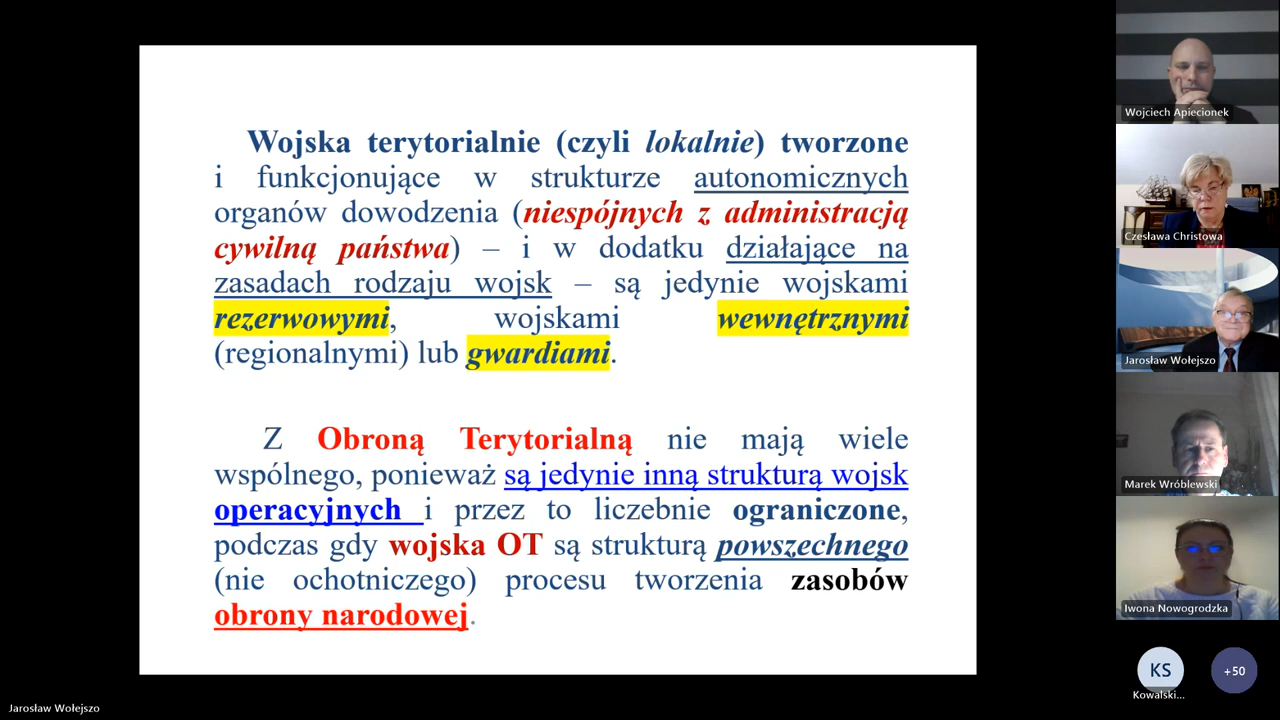 Wojska terytorialnie (czyli lokalnie) tworzone
i funkcjonujące w strukturze autonomicznych
organów dowodzenia (niespójnych z administracją
cywilną państwa) – i w dodatku działające na
zasadach rodzaju wojsk – są jedynie wojskami
rezerwowymi, wojskami wewnętrznymi
(regionalnymi) lub gwardiami.
Z Obroną Terytorialną nie mają wiele
wspólnego, ponieważ są jedynie inną strukturą wojsk
operacyjnych i przez to liczebnie ograniczone,
podczas gdy wojska OT są strukturą powszechnego
(nie ochotniczego) procesu tworzenia zasobów
obrony narodowej.
Wojciech Apiecionek
Czesława Christowa
Jarosław Wołejszo
Marek Wróblewski
Iwona Nowogrodzka
KS
+50
Kowalski...
Jarosław Wołejszo